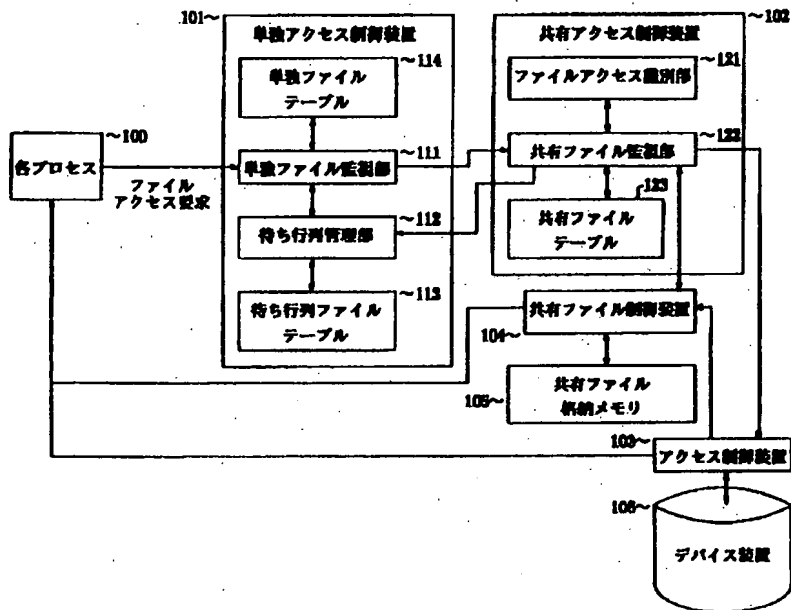 101～
単独アクセス制御装置
～114
単独ファイル
テーブル
～100
各プロセス
ファイル
アクセス要求
～111
単独ファイル監視部
～112
待ち行列管理部
～113
待ち行列ファイル
テーブル
～102
共有アクセス制御装置
～121
ファイルアクセス識別部
～122
共有ファイル監視部
123
共有ファイル
テーブル
共有ファイル制御装置
104～
105～
共有ファイル
格納メモリ
103～
アクセス制御装置
106～
デバイス装置